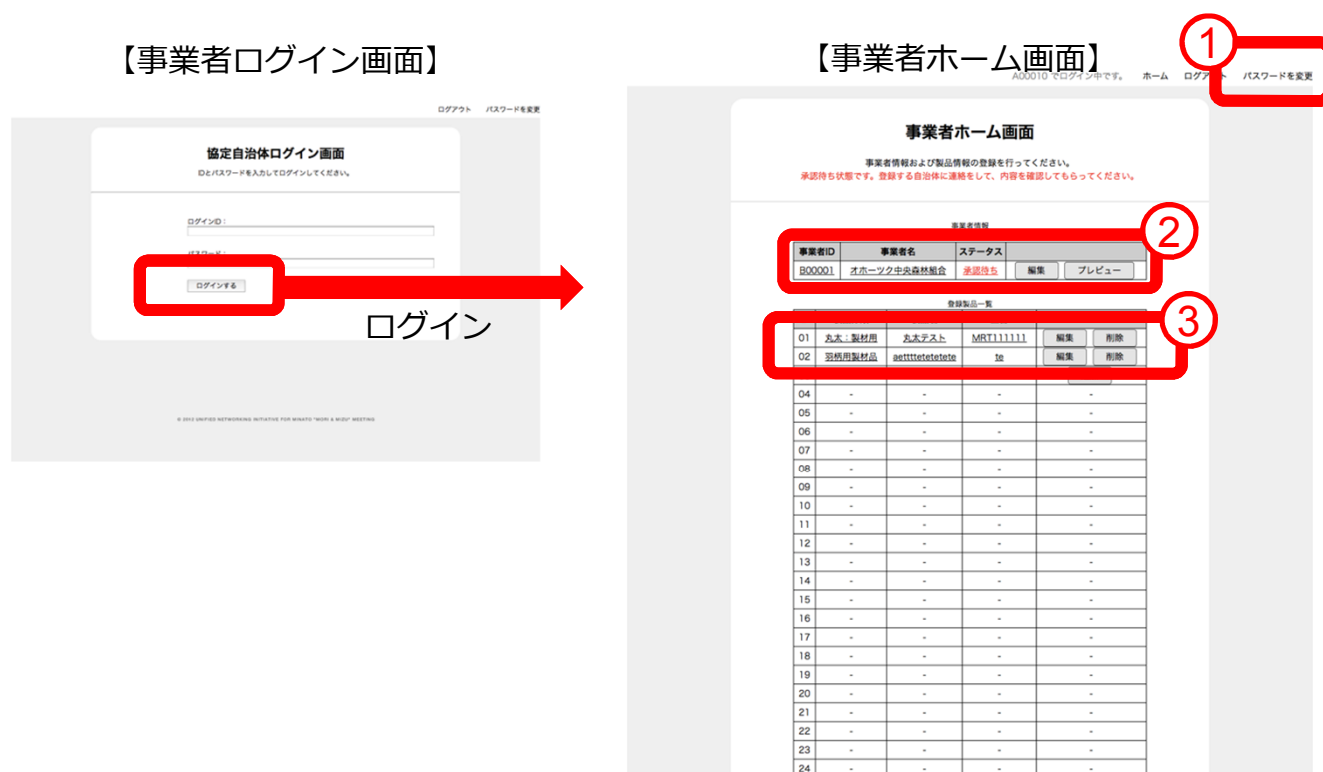 【事業者ログイン画面】
ログアウト パスワードを変更
協定自治体ログイン画面
IDとパスワードを入力してログインしてください。
ログインID：
パスワード：
ログインする
ログイン
© 2012 UNIFIED NETWORKING INITIATIVE FOR MINATO "MORI & MIZU" MEETING
【事業者ホーム画面】
1
A00010 でログイン中です。 ホーム ログアウト パスワードを変更
事業者ホーム画面
事業者情報および製品情報の登録を行ってください。
承認待ち状態です。登録する自治体に連絡をして、内容を確認してもらってください。
事業者情報
2
事業者ID 事業者名 ステータス
B00001 オホーツク中央森林組合 承認待ち 編集 プレビュー
登録製品一覧
3
01 丸太：製材用 丸太テスト MRT111111 編集 削除
02 羽柄用製材品 aettttetetetete te 編集 削除
04 - - - -
05 - - - -
06 - - - -
07 - - - -
08 - - - -
09 - - - -
10 - - - -
11 - - - -
12 - - - -
13 - - - -
14 - - - -
15 - - - -
16 - - - -
17 - - - -
18 - - - -
19 - - - -
20 - - - -
21 - - - -
22 - - - -
23 - - - -
24 - - - -